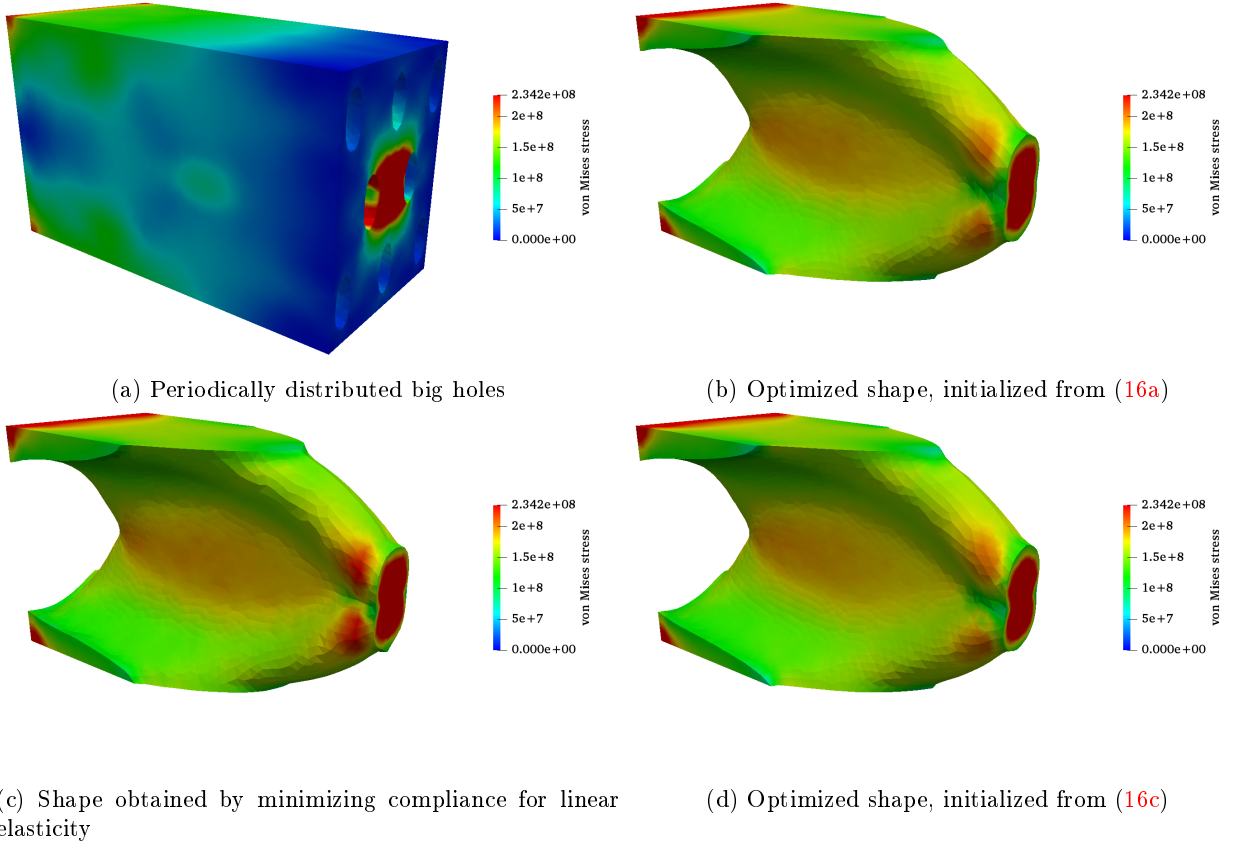 2.342e+08
2e+8
1.5e+8
1e+8
5e+7
0.000e+00
von Mises stress
2.342e+08
2e+8
1.5e+8
1e+8
5e+7
0.000e+00
von Mises stress
(a) Periodically distributed big holes
(b) Optimized shape, initialized from (16a)
2.342e+08
2e+8
1.5e+8
1e+8
5e+7
0.000e+00
von Mises stress
2.342e+08
2e+8
1.5e+8
1e+8
5e+7
0.000e+00
von Mises stress
(c) Shape obtained by minimizing compliance for linear
elasticity
(d) Optimized shape, initialized from (16c)